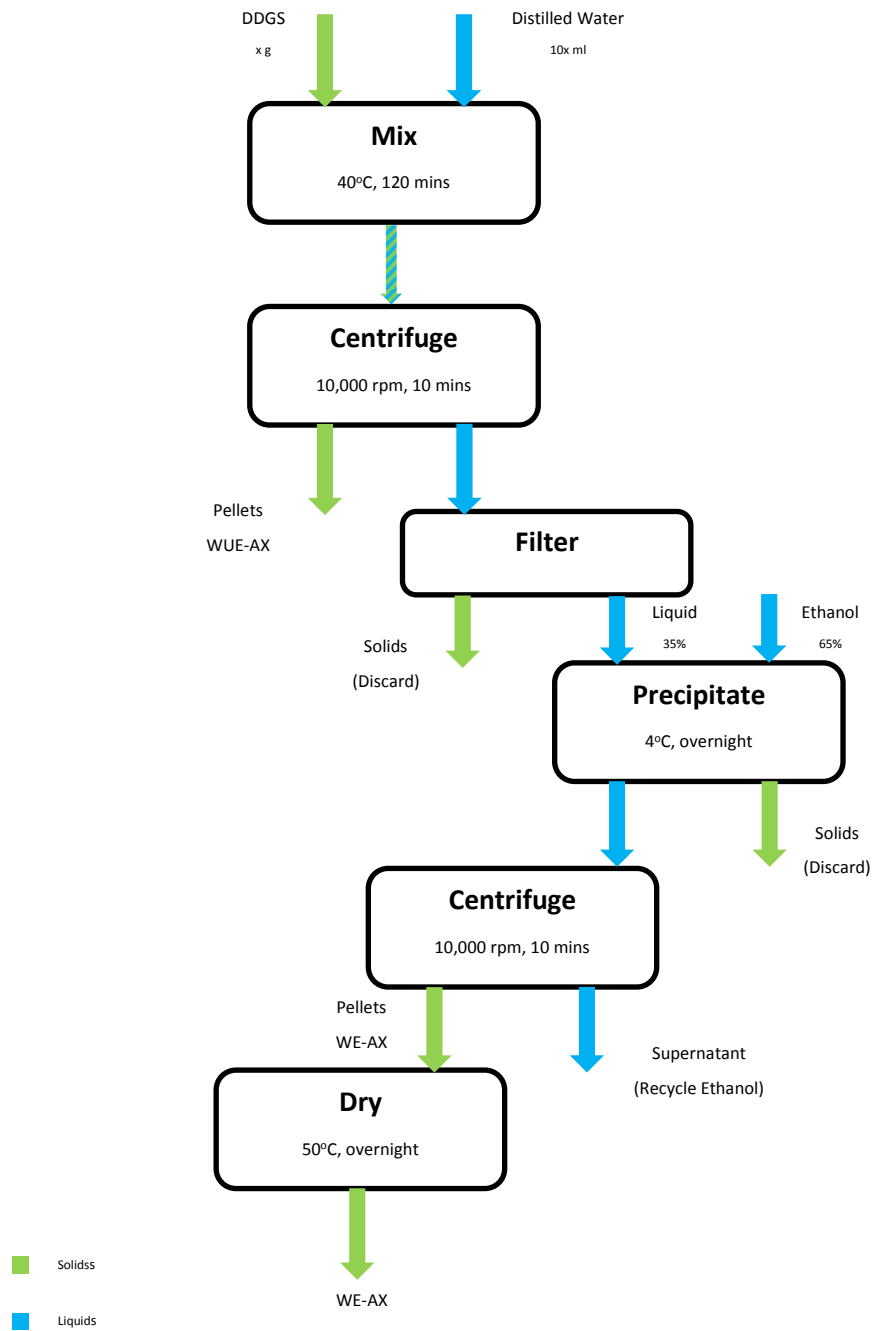 DDGS
x g
Distilled Water
10x ml
Mix
40°C, 120 mins
Centrifuge
10,000 rpm, 10 mins
Pellets
WUE-AX
Filter
Solids
(Discard)
Liquid
35%
Ethanol
65%
Precipitate
4°C, overnight
Solids
(Discard)
Centrifuge
10,000 rpm, 10 mins
Pellets
WE-AX
Supernatant
(Recycle Ethanol)
Dry
50°C, overnight
WE-AX
Solidss
Liquids